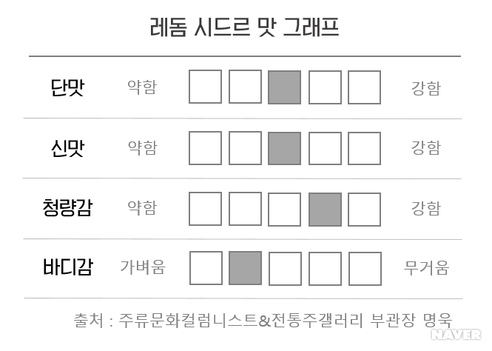 레돔 시드르 맛 그래프
단맛 약함 강함
신맛 약함 강함
청량감 약함 강함
바디감 가벼움 무거움
출처 : 주류문화컬럼니스트&전통주갤러리 부관장 명욱
NAVER